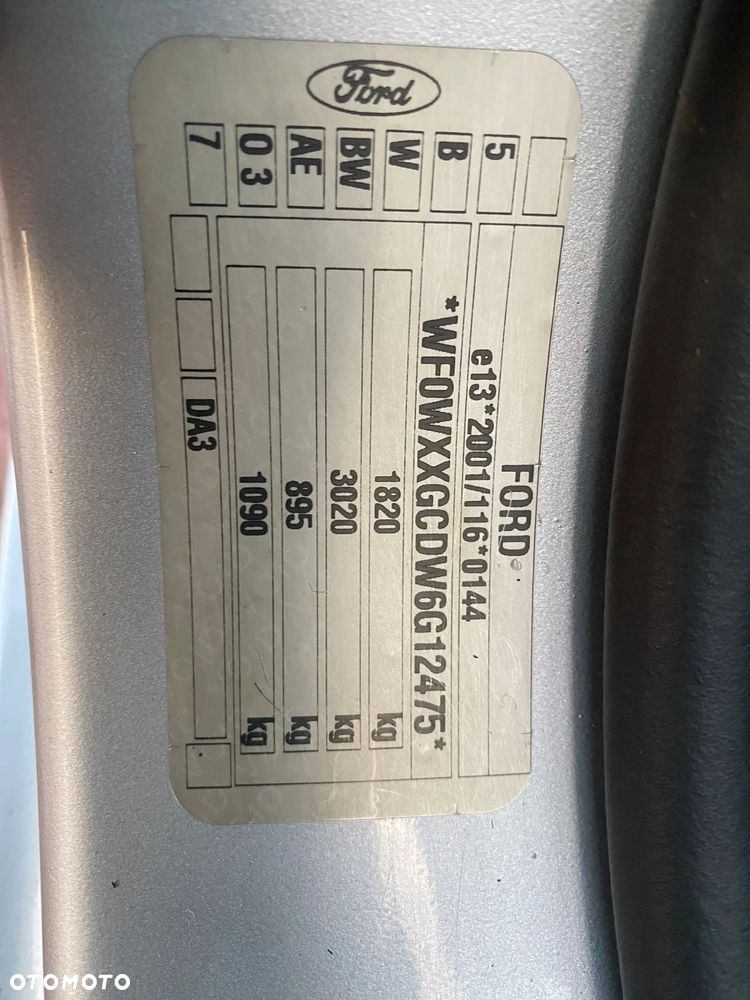 Ford
5
B
W
BW
AE
0 3
7
FORD
e13*2001/116*0144
*WF0WXXGCDW6G12475*
1820 kg
3020 kg
895 kg
1090 kg
DA3
OTOMOTO